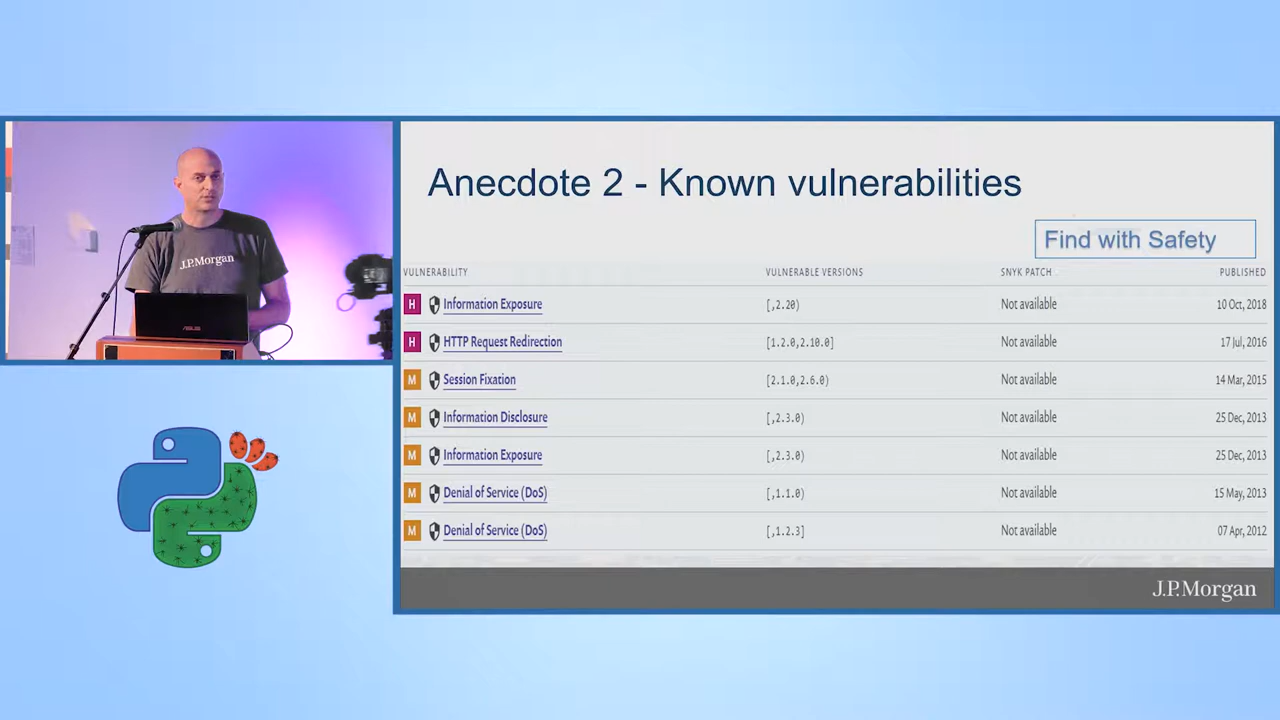 J.P.Morgan
ASUS
Anecdote 2 - Known vulnerabilities
Find with Safety
VULNERABILITY VULNERABLE VERSIONS SNYK PATCH PUBLISHED
H Information Exposure [,2.20) Not available 10 Oct, 2018
H HTTP Request Redirection [1.2.0,2.10.0] Not available 17 Jul, 2016
M Session Fixation [2.1.0,2.6.0) Not available 14 Mar, 2015
M Information Disclosure [,2.3.0) Not available 25 Dec, 2013
M Information Exposure [,2.3.0) Not available 25 Dec, 2013
M Denial of Service (DoS) [,1.1.0) Not available 15 May, 2013
M Denial of Service (DoS) [,1.2.3] Not available 07 Apr, 2012
J.P.Morgan